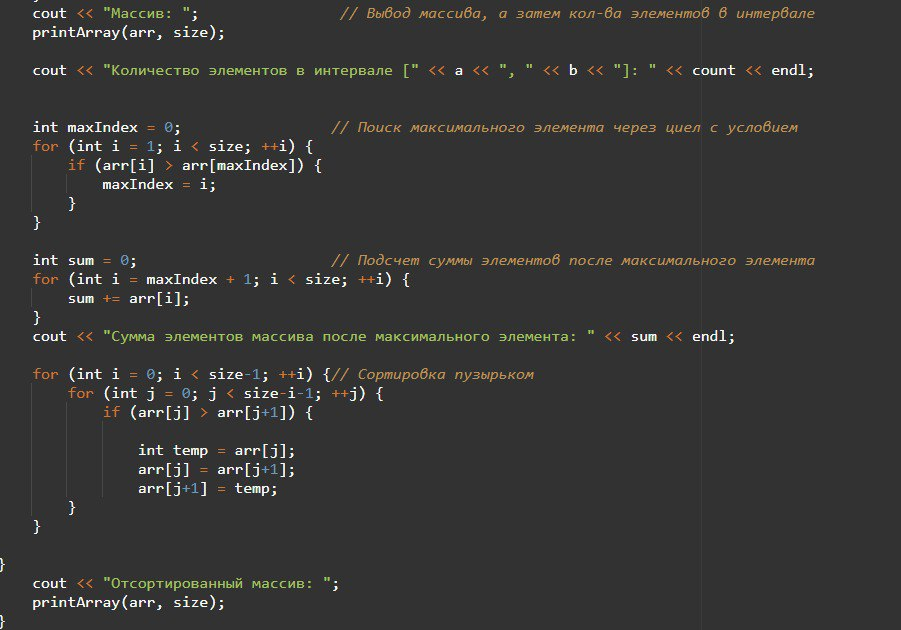 cout << "Массив: ";                // Вывод массива, а затем кол-ва элементов в интервале
printArray(arr, size);
cout << "Количество элементов в интервале [" << a << ", " << b << "]: " << count << endl;
int maxIndex = 0;                 // Поиск максимального элемента через циел с условием
for (int i = 1; i < size; ++i) {
if (arr[i] > arr[maxIndex]) {
maxIndex = i;
}
}
int sum = 0;                      // Подсчет суммы элементов после максимального элемента
for (int i = maxIndex + 1; i < size; ++i) {
sum += arr[i];
}
cout << "Сумма элементов массива после максимального элемента: " << sum << endl;
for (int i = 0; i < size-1; ++i) {// Сортировка пузырьком
for (int j = 0; j < size-i-1; ++j) {
if (arr[j] > arr[j+1]) {
int temp = arr[j];
arr[j] = arr[j+1];
arr[j+1] = temp;
}
}
}
cout << "Отсортированный массив: ";
printArray(arr, size);
}